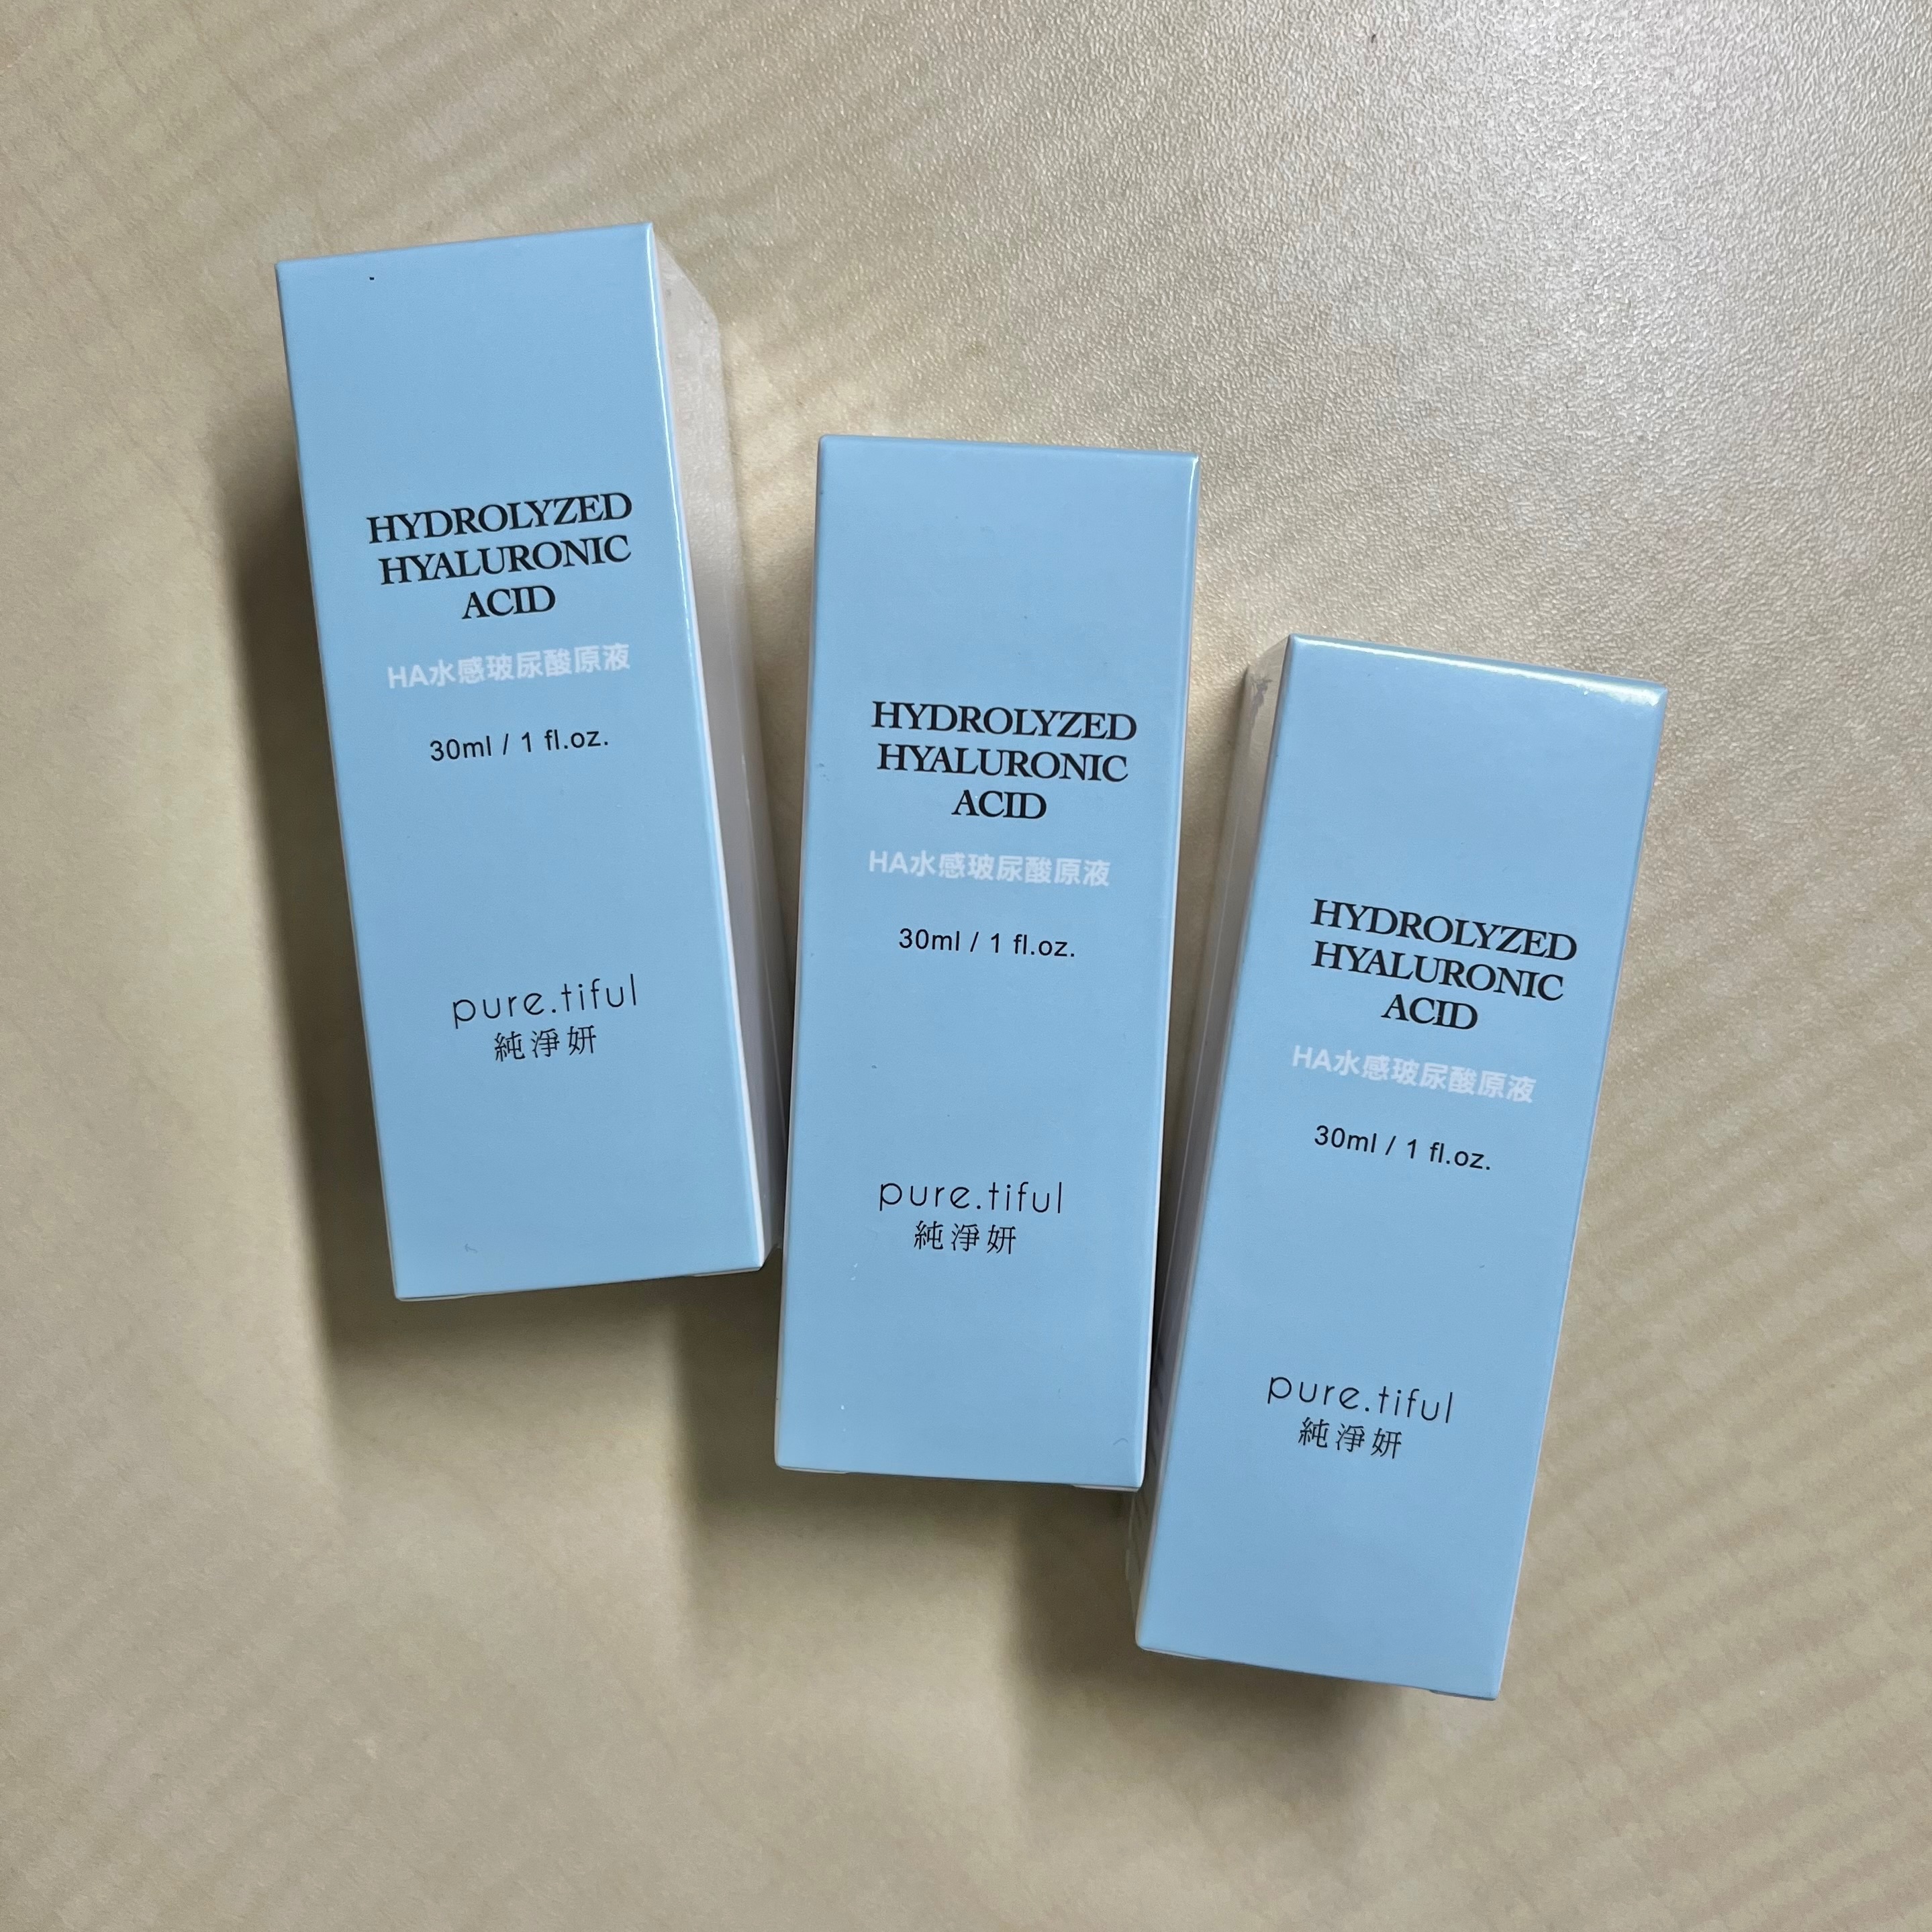 HYDROLYZED
HYALURONIC
ACID
HA水感玻尿酸原液
30ml / 1 fl.oz.
pure.tiful
純淨妍
HYDROLYZED
HYALURONIC
ACID
HA水感玻尿酸原液
30ml / 1 fl.oz.
pure.tiful
純淨妍
HYDROLYZED
HYALURONIC
ACID
HA水感玻尿酸原液
30ml / 1 fl.oz.
pure.tiful
純淨妍